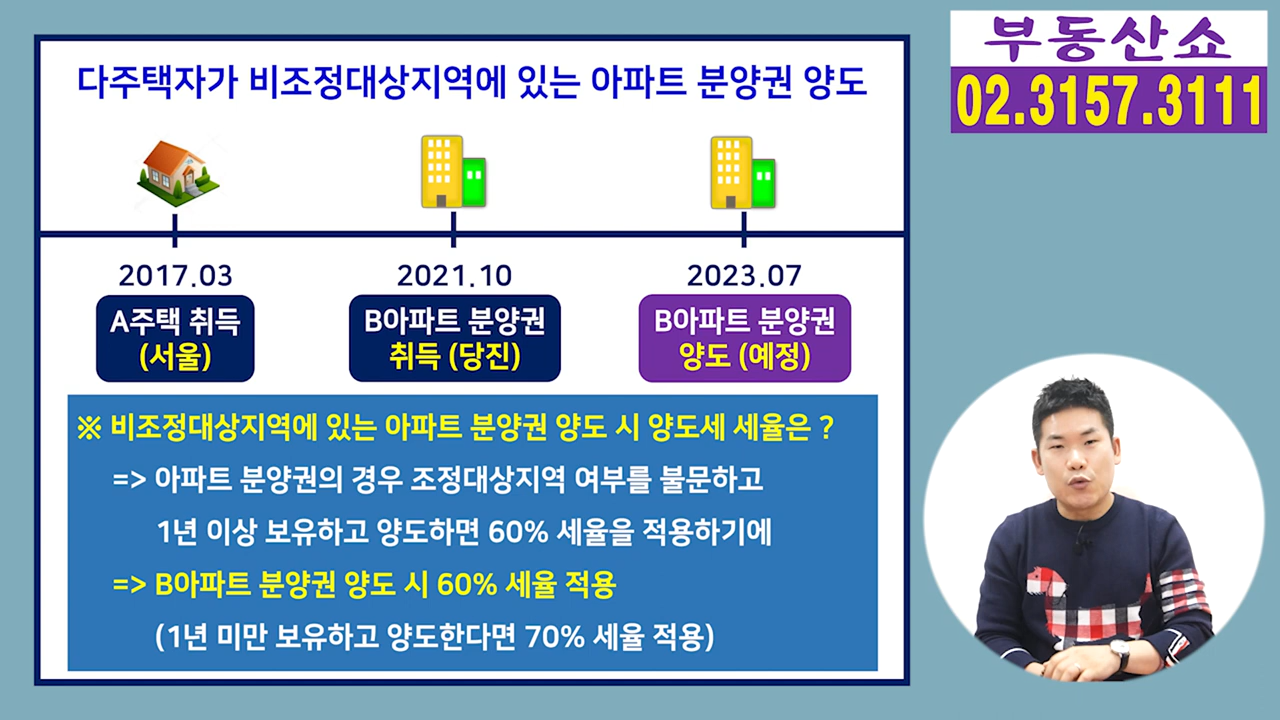 부동산쇼
02.3157.3111
다주택자가 비조정대상지역에 있는 아파트 분양권 양도
2017.03
2021.10
2023.07
A주택 취득
(서울)
B아파트 분양권
취득 (당진)
B아파트 분양권
양도 (예정)
※ 비조정대상지역에 있는 아파트 분양권 양도 시 양도세 세율은 ?
=> 아파트 분양권의 경우 조정대상지역 여부를 불문하고
1년 이상 보유하고 양도하면 60% 세율을 적용하기에
=> B아파트 분양권 양도 시 60% 세율 적용
(1년 미만 보유하고 양도한다면 70% 세율 적용)